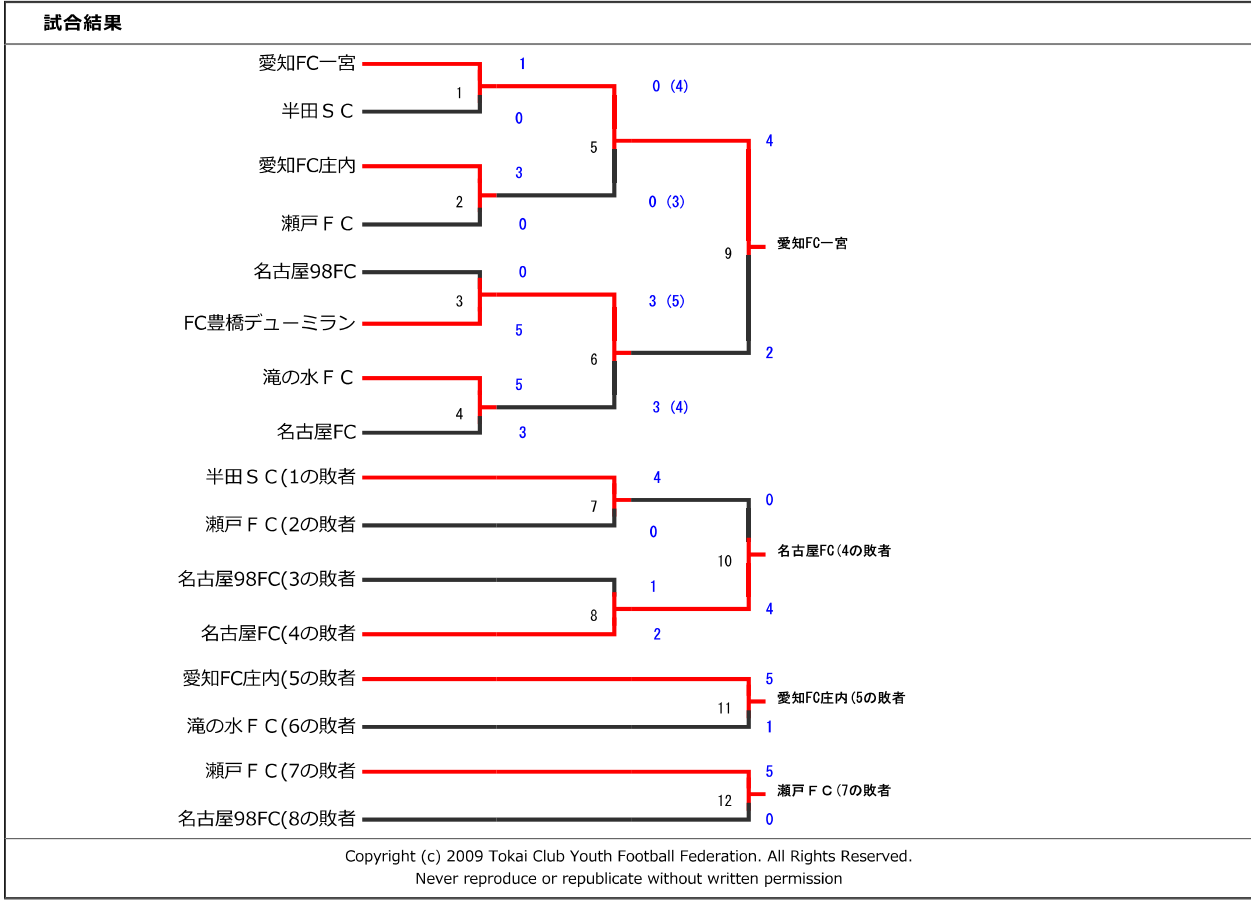 試合結果
愛知FC一宮
1
0 (4)
1
半田ＳＣ
0
4
5
愛知FC庄内
3
2
0 (3)
瀬戸ＦＣ
0
9
愛知FC一宮
名古屋98FC
0
3
3 (5)
FC豊橋デューミラン
5
2
6
滝の水ＦＣ
5
4
3 (4)
名古屋FC
3
半田ＳＣ(1の敗者
4
7
0
瀬戸ＦＣ(2の敗者
0
10
名古屋FC(4の敗者
名古屋98FC(3の敗者
1
8
4
名古屋FC(4の敗者
2
愛知FC庄内(5の敗者
5
11
愛知FC庄内(5の敗者
滝の水ＦＣ(6の敗者
1
瀬戸ＦＣ(7の敗者
5
12
瀬戸ＦＣ(7の敗者
名古屋98FC(8の敗者
0
Copyright (c) 2009 Tokai Club Youth Football Federation. All Rights Reserved.
Never reproduce or republicate without written permission